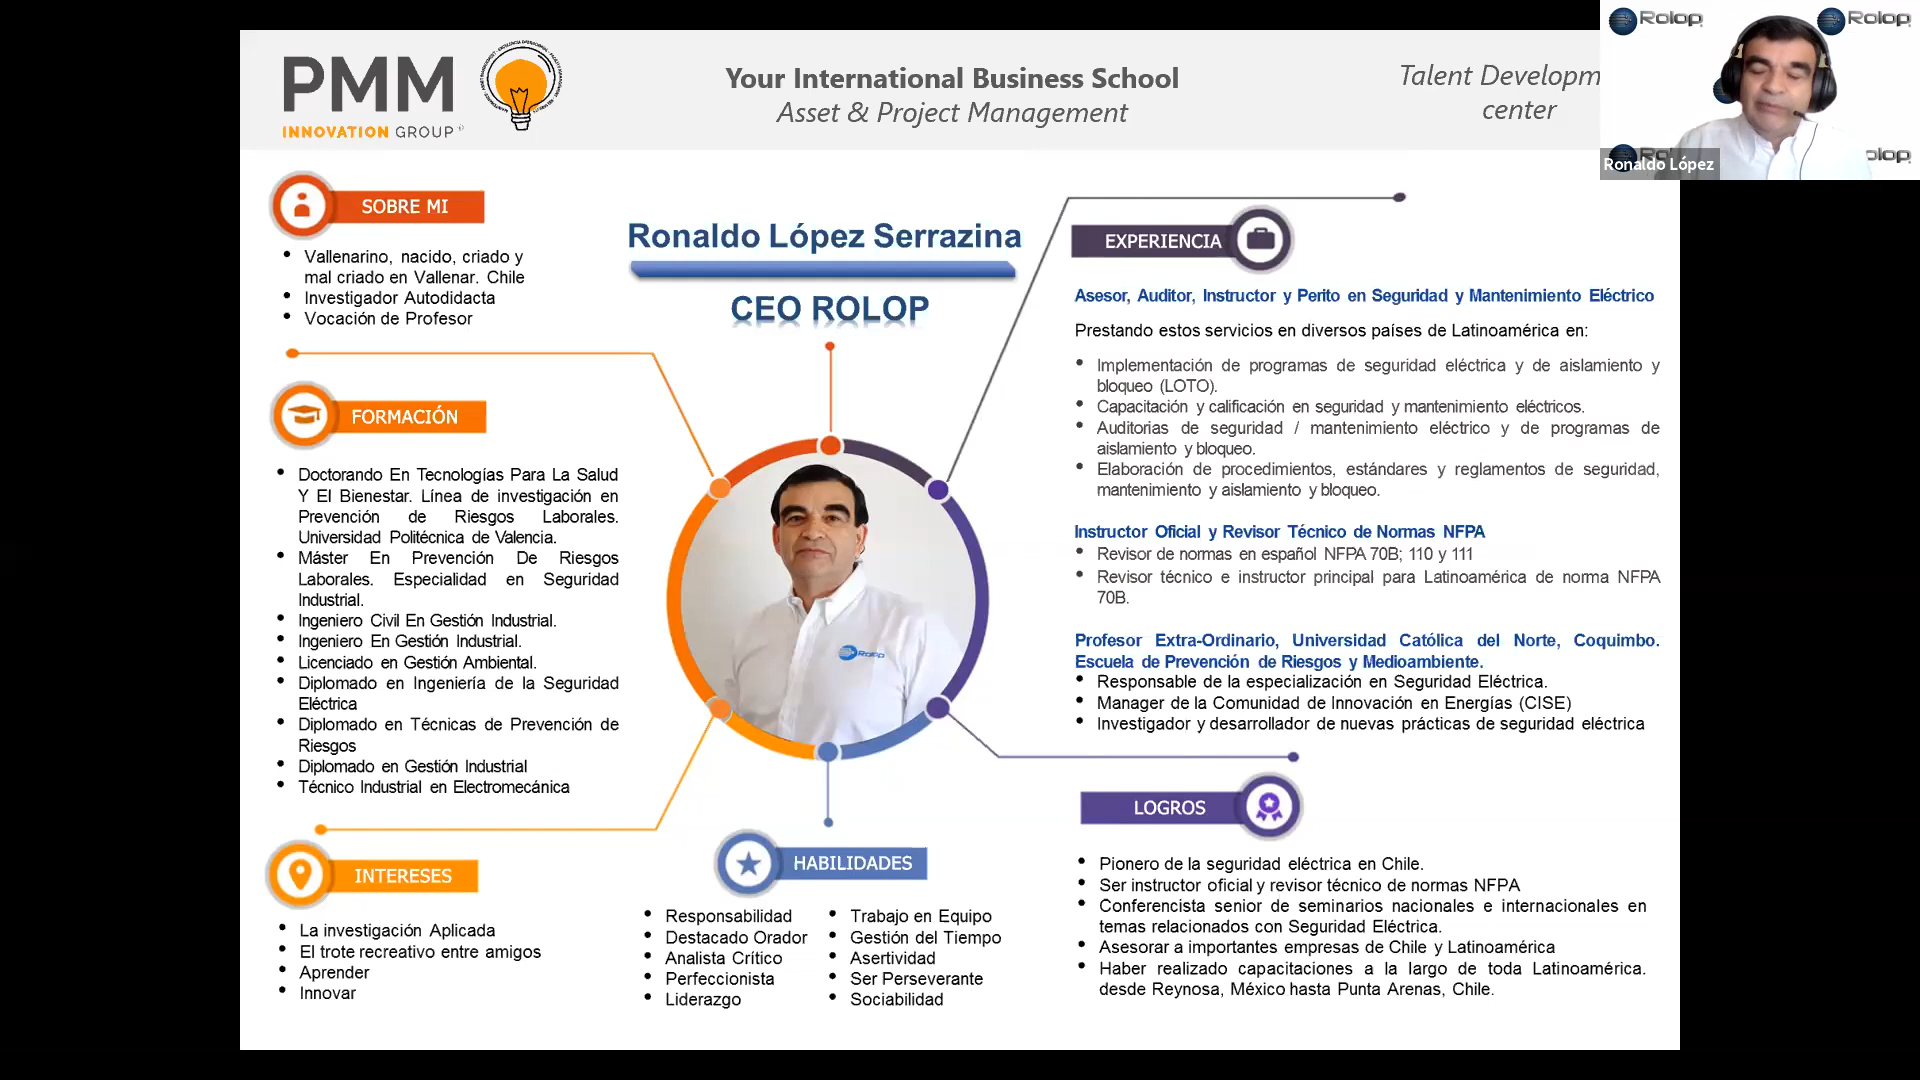 PMM
INNOVATION GROUP
Your International Business School
Asset & Project Management
Talent Developm
center
Rolop
Rolop
Ronaldo López
SOBRE MI
Vallenarino, nacido, criado y
mal criado en Vallenar. Chile
Investigador Autodidacta
Vocación de Profesor
FORMACIÓN
Doctorando En Tecnologías Para La Salud
Y El Bienestar. Línea de investigación en
Prevención de Riesgos Laborales.
Universidad Politécnica de Valencia.
Máster En Prevención De Riesgos
Laborales. Especialidad en Seguridad
Industrial.
Ingeniero Civil En Gestión Industrial.
Ingeniero En Gestión Industrial.
Licenciado en Gestión Ambiental.
Diplomado en Ingeniería de la Seguridad
Eléctrica
Diplomado en Técnicas de Prevención de
Riesgos
Diplomado en Gestión Industrial
Técnico Industrial en Electromecánica
INTERESES
La investigación Aplicada
El trote recreativo entre amigos
Aprender
Innovar
Ronaldo López Serrazina
CEO ROLOP
Rolop
HABILIDADES
Responsabilidad
Destacado Orador
Analista Crítico
Perfeccionista
Liderazgo
Trabajo en Equipo
Gestión del Tiempo
Asertividad
Ser Perseverante
Sociabilidad
EXPERIENCIA
Asesor, Auditor, Instructor y Perito en Seguridad y Mantenimiento Eléctrico
Prestando estos servicios en diversos países de Latinoamérica en:
Implementación de programas de seguridad eléctrica y de aislamiento y
bloqueo (LOTO).
Capacitación y calificación en seguridad y mantenimiento eléctricos.
Auditorias de seguridad / mantenimiento eléctrico y de programas de
aislamiento y bloqueo.
Elaboración de procedimientos, estándares y reglamentos de seguridad,
mantenimiento y aislamiento y bloqueo.
Instructor Oficial y Revisor Técnico de Normas NFPA
Revisor de normas en español NFPA 70B; 110 y 111
Revisor técnico e instructor principal para Latinoamérica de norma NFPA
70B.
Profesor Extra-Ordinario, Universidad Católica del Norte, Coquimbo.
Escuela de Prevención de Riesgos y Medioambiente.
Responsable de la especialización en Seguridad Eléctrica.
Manager de la Comunidad de Innovación en Energías (CISE)
Investigador y desarrollador de nuevas prácticas de seguridad eléctrica
LOGROS
Pionero de la seguridad eléctrica en Chile.
Ser instructor oficial y revisor técnico de normas NFPA
Conferencista senior de seminarios nacionales e internacionales en
temas relacionados con Seguridad Eléctrica.
Asesorar a importantes empresas de Chile y Latinoamérica
Haber realizado capacitaciones a la largo de toda Latinoamérica.
desde Reynosa, México hasta Punta Arenas, Chile.